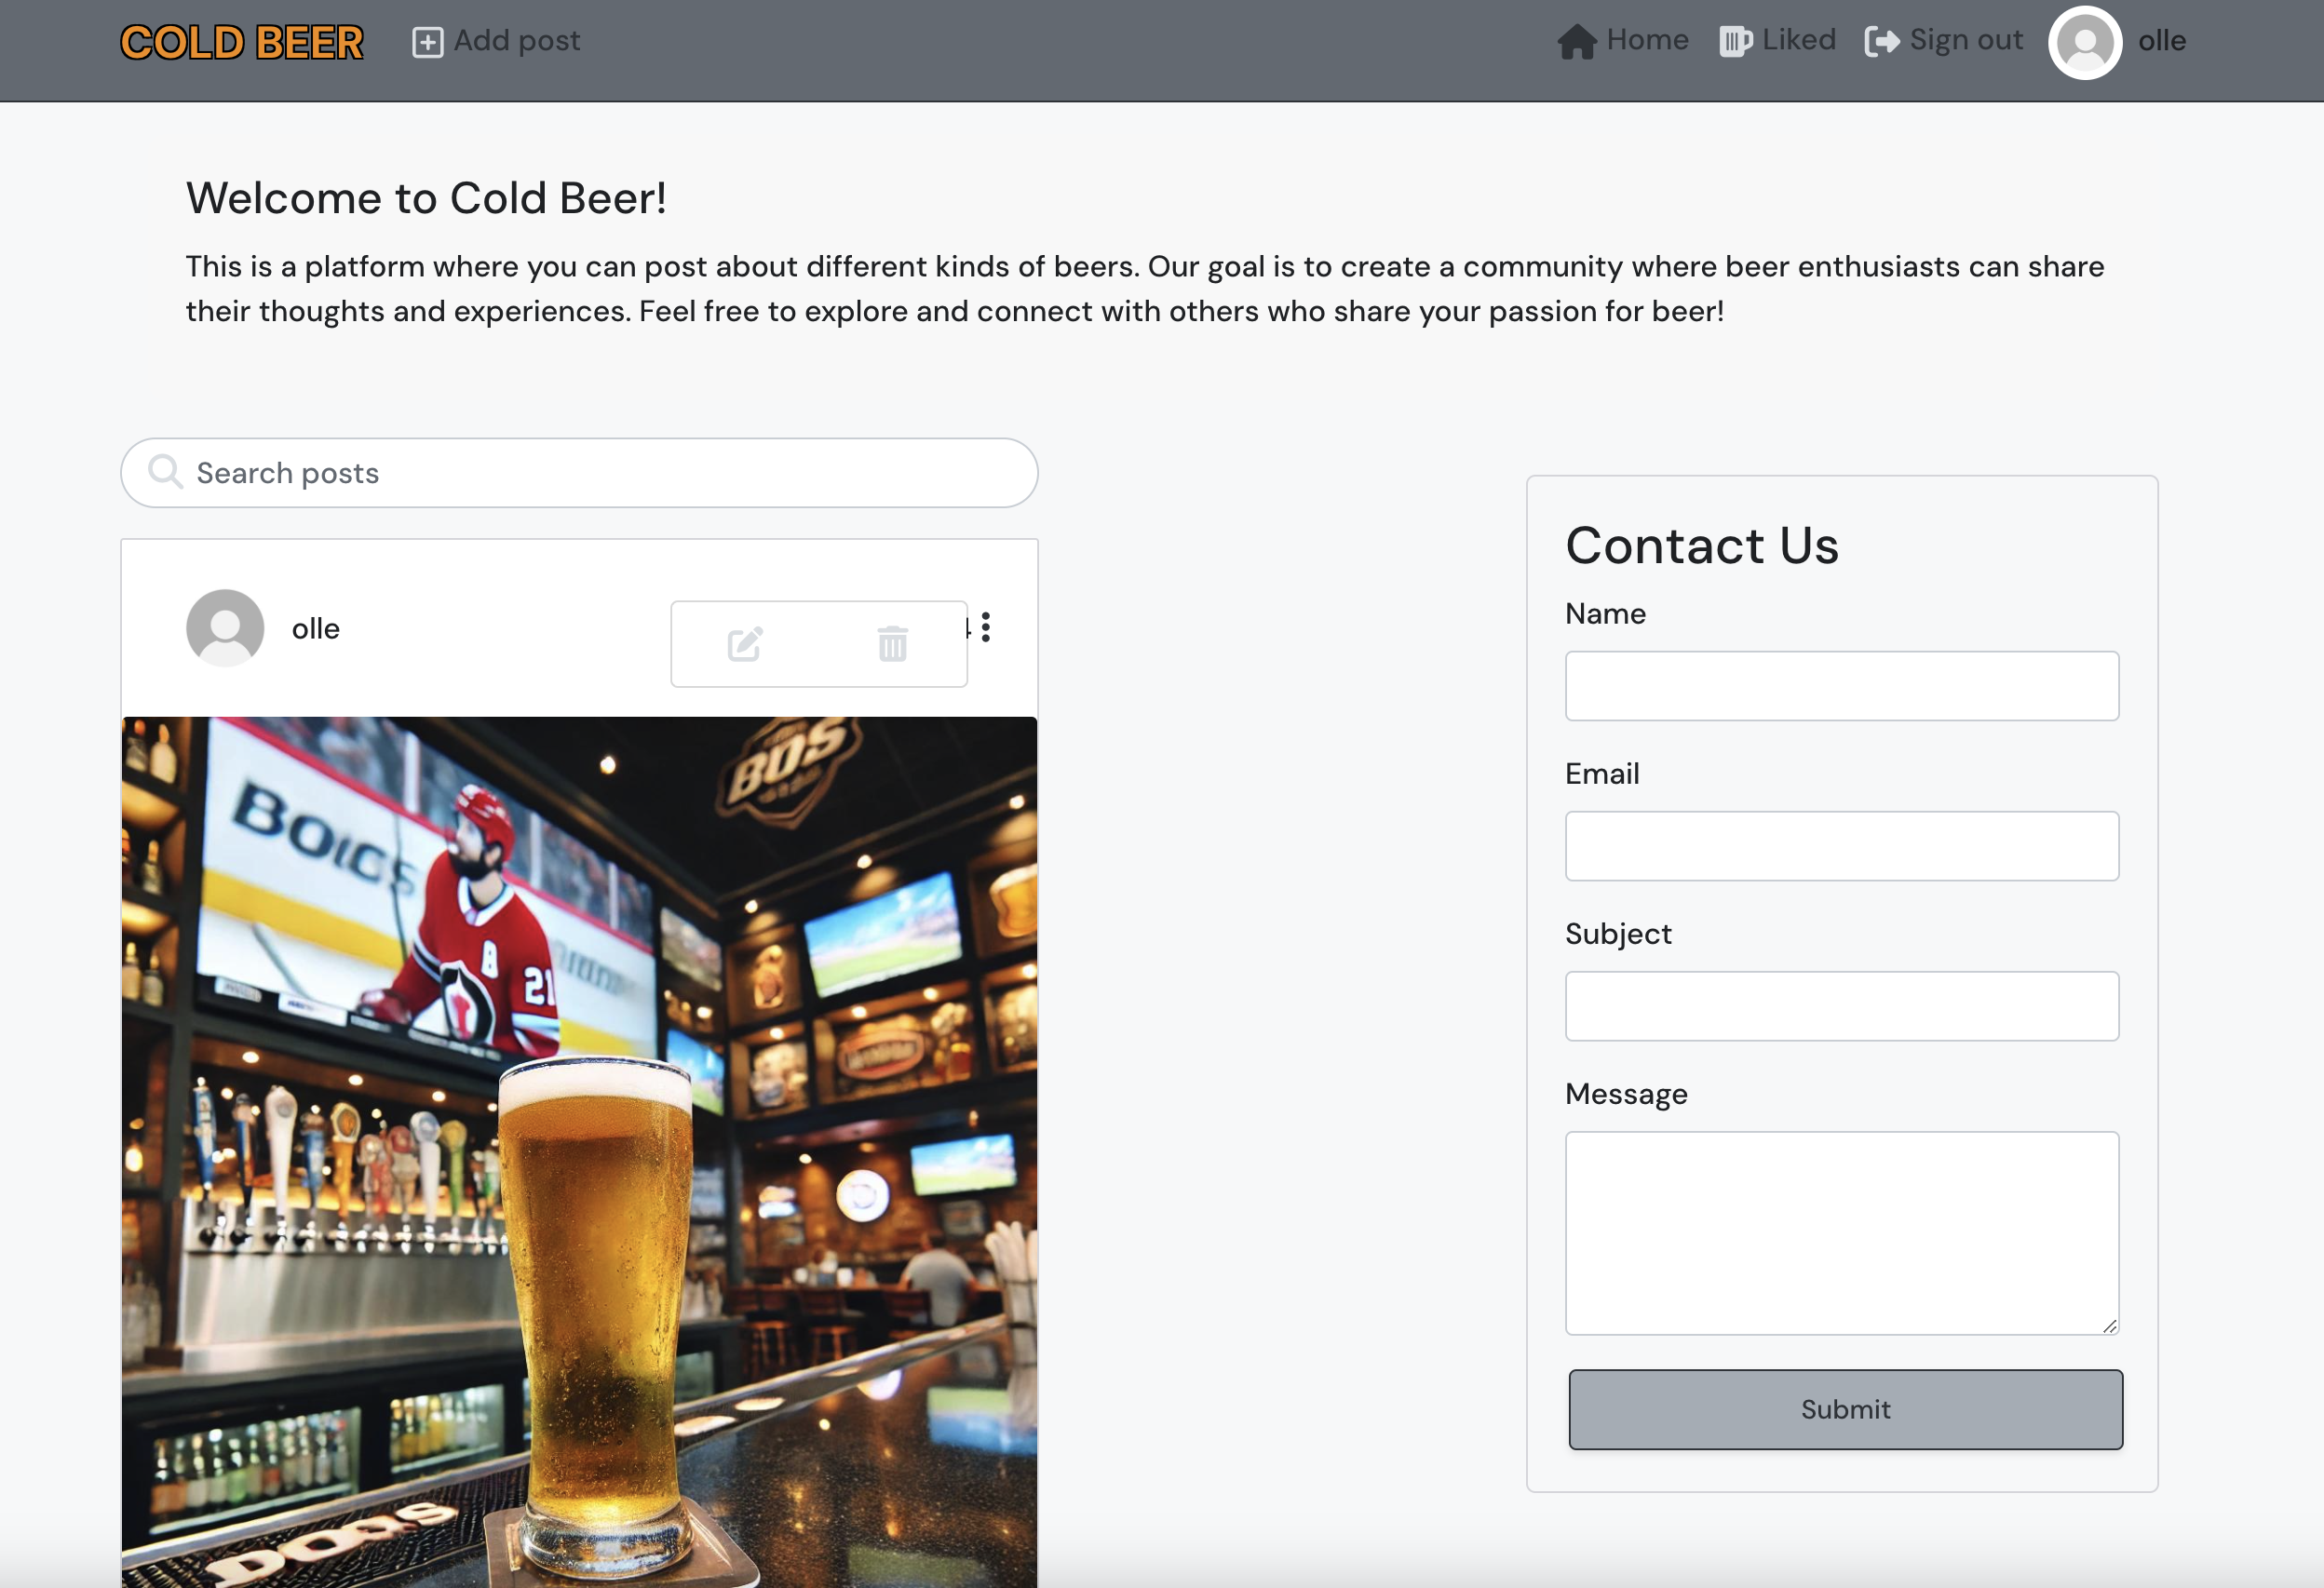 COLD BEER
Add post
Home
Liked
Sign out
olle
Welcome to Cold Beer!
This is a platform where you can post about different kinds of beers. Our goal is to create a community where beer enthusiasts can share
their thoughts and experiences. Feel free to explore and connect with others who share your passion for beer!
Search posts
olle
BOICS
BOS
A
21
DOOS
Contact Us
Name
Email
Subject
Message
Submit